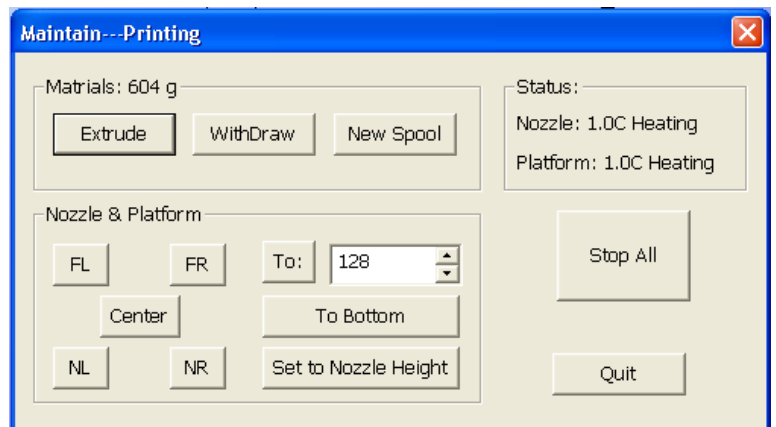 Maintain---Printing
Matrials: 604 g
Extrude WithDraw New Spool
Status:
Nozzle: 1.0C Heating
Platform: 1.0C Heating
Nozzle & Platform
FL FR To: 128
Center To Bottom
NL NR Set to Nozzle Height
Stop All
Quit